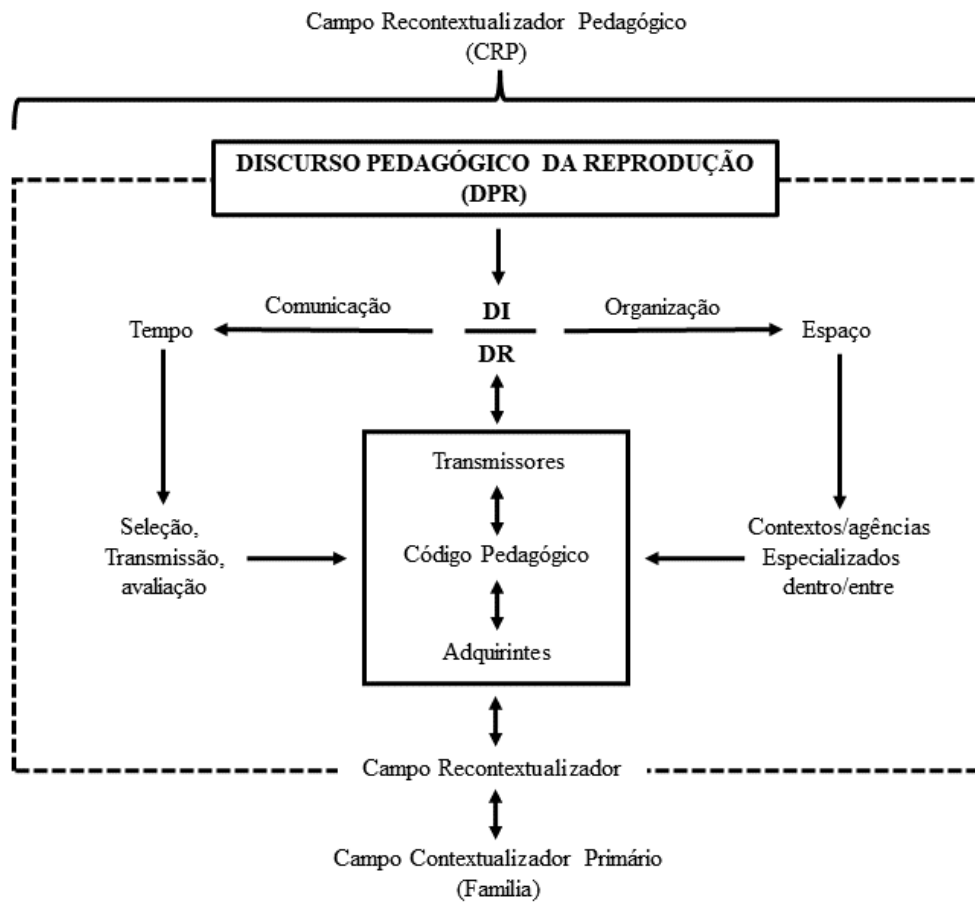 Campo Recontextualizador Pedagógico
(CRP)
DISCURSO PEDAGÓGICO DA REPRODUÇÃO
(DPR)
Comunicação
DI
Organização
Tempo
DR
Espaço
Transmissores
Seleção,
Transmissão,
avaliação
Código Pedagógico
Contextos/agências
Especializados
dentro/entre
Adquirintes
Campo Recontextualizador
Campo Contextualizador Primário
(Família)